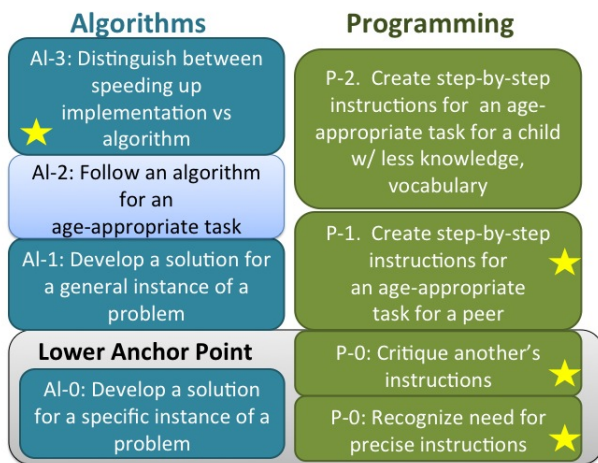 Algorithms
Al-3: Distinguish between
speeding up
implementation vs
algorithm
Al-2: Follow an algorithm
for an
age-appropriate task
Al-1: Develop a solution for
a general instance of a
problem
Programming
P-2.  Create step-by-step
instructions for  an age-
appropriate task for a child
w/ less knowledge,
vocabulary
P-1.  Create step-by-step
instructions for
an age-appropriate
task for a peer
Lower Anchor Point
Al-0: Develop a solution
for a specific instance of a
problem
P-0: Critique another’s
instructions
P-0: Recognize need for
precise instructions